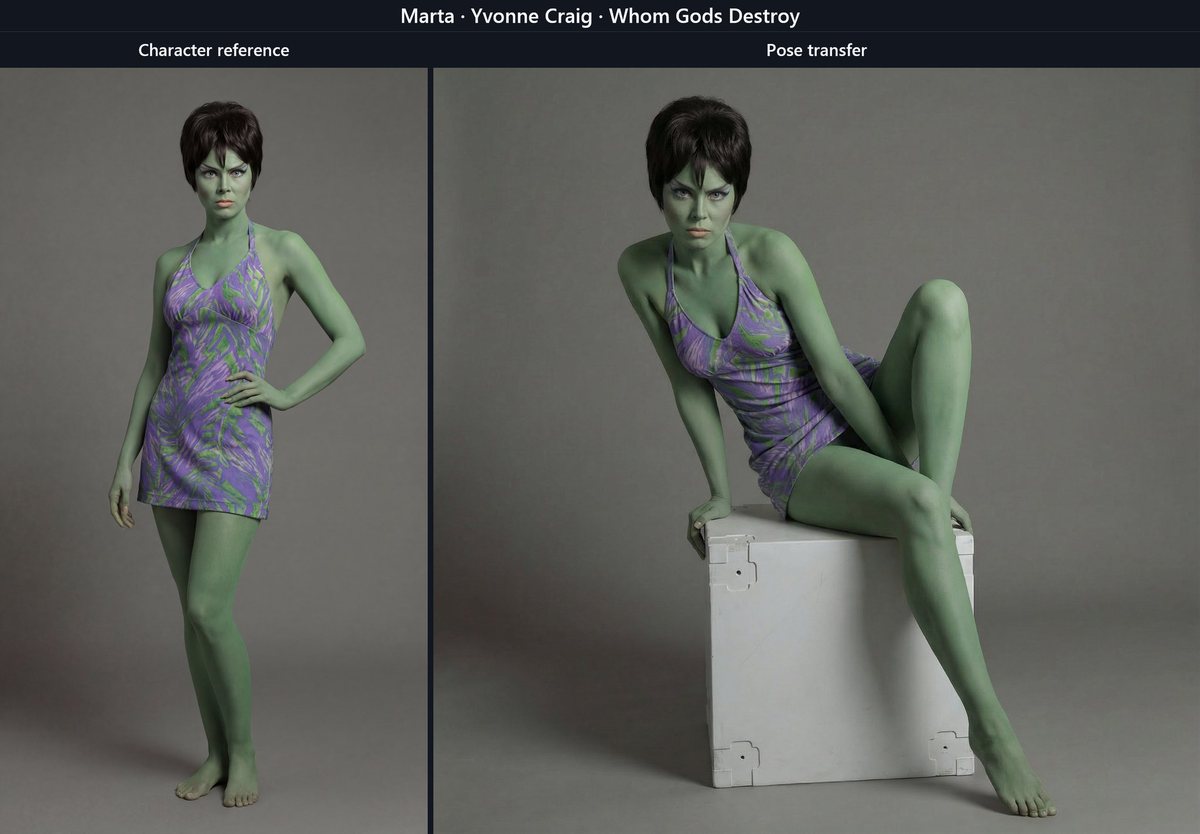 Marta · Yvonne Craig · Whom Gods Destroy
Character reference
Pose transfer